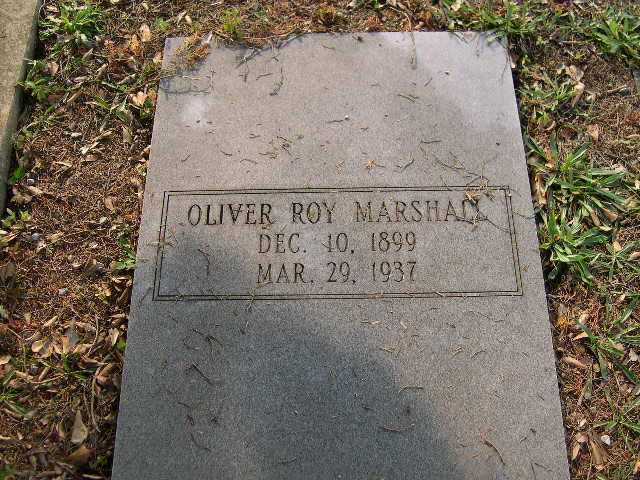 OLIVER ROY MARSHALL
DEC. 10, 1899
MAR. 29, 1937